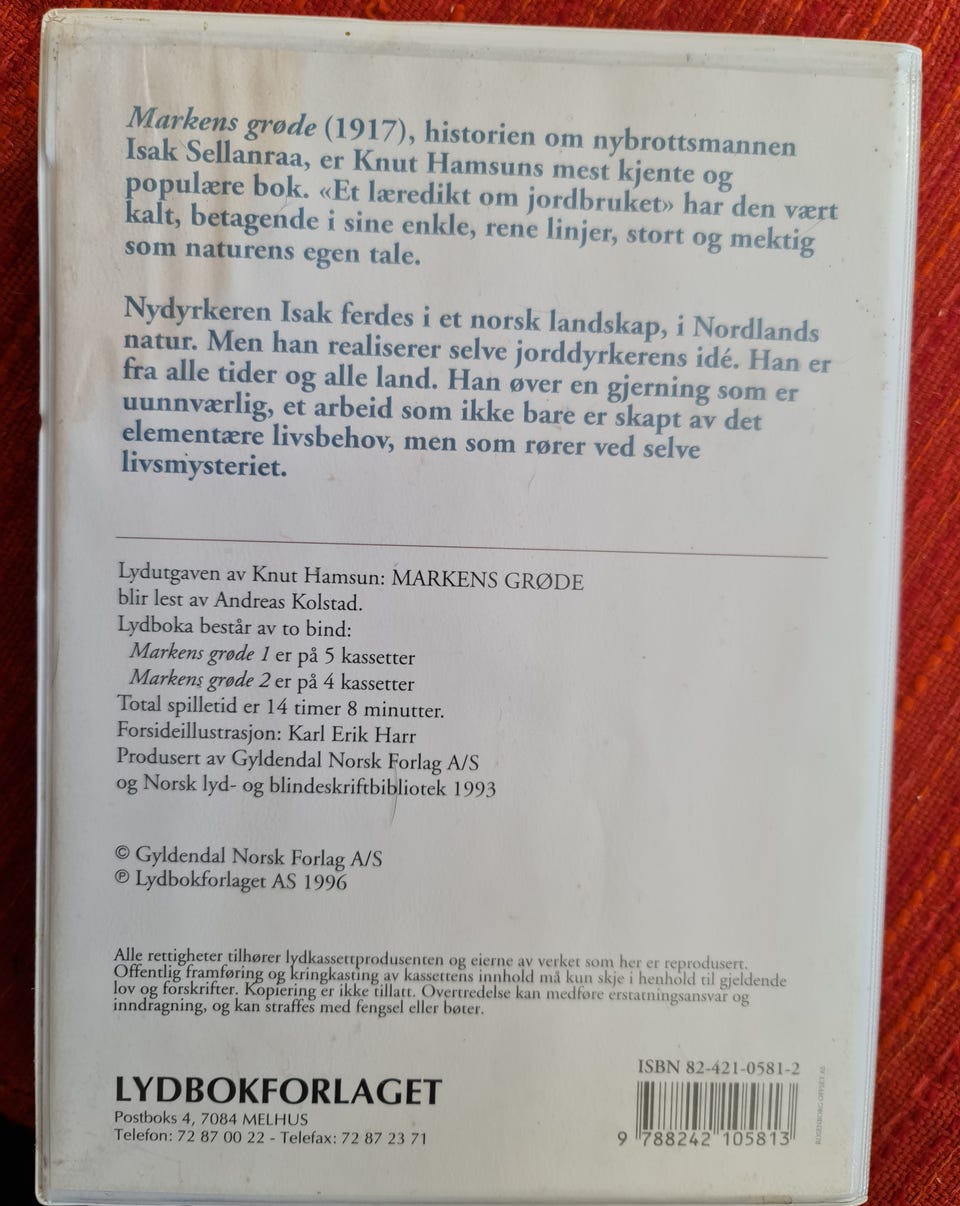 Markens grøde (1917), historien om nybrottsmannen
Isak Sellanraa, er Knut Hamsuns mest kjente og
populære bok. «Et læredikt om jordbruket» har den vært
kalt, betagende i sine enkle, rene linjer, stort og mektig
som naturens egen tale.
Nydyrkeren Isak ferdes i et norsk landskap, i Nordlands
natur. Men han realiserer selve jorddyrkerens idé. Han er
fra alle tider og alle land. Han øver en gjerning som er
uunnværlig, et arbeid som ikke bare er skapt av det
elementære livsbehov, men som rører ved selve
livsmysteriet.
Lydutgaven av Knut Hamsun: MARKENS GRØDE
blir lest av Andreas Kolstad.
Lydboka består av to bind:
Markens grøde 1 er på 5 kassetter
Markens grøde 2 er på 4 kassetter
Total spilletid er 14 timer 8 minutter.
Forsideillustrasjon: Karl Erik Harr
Produsert av Gyldendal Norsk Forlag A/S
og Norsk lyd- og blindeskriftbibliotek 1993
© Gyldendal Norsk Forlag A/S
℗ Lydbokforlaget AS 1996
Alle rettigheter tilhører lydkassettprodusenten og eierne av verket som her er reprodusert.
Offentlig framføring og kringkasting av kassettens innhold må kun skje i henhold til gjeldende
lov og forskrifter. Kopiering er ikke tillatt. Overtredelse kan medføre erstatningsansvar og
inndragning, og kan straffes med fengsel eller bøter.
LYDBOKFORLAGET
Postboks 4, 7084 MELHUS
Telefon: 72 87 00 22 - Telefax: 72 87 23 71
ISBN 82-421-0581-2
9 788242 105813
ROSENBORG OFFSET AS